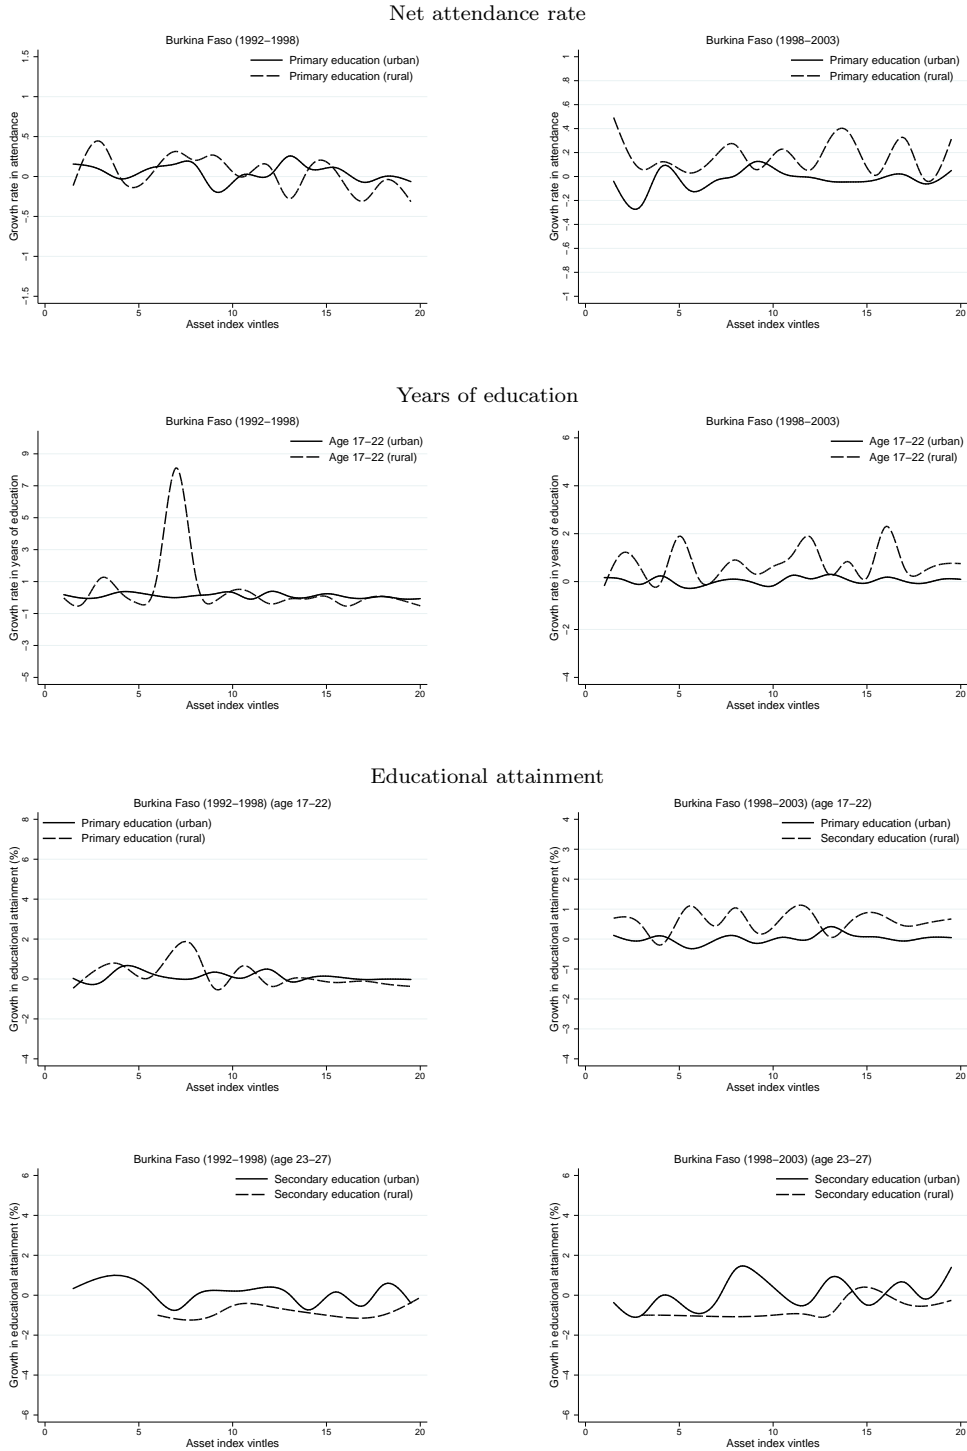 Net attendance rate
Burkina Faso (1992−1998)
Primary education (urban)
Primary education (rural)
Growth rate in attendance
1.5
1
.5
0
−.5
−1
−1.5
0 5 10 15 20
Asset index vintles
Burkina Faso (1998−2003)
Primary education (urban)
Primary education (rural)
Growth rate in attendance
1
.8
.6
.4
.2
0
−.2
−.4
−.6
−.8
−1
0 5 10 15 20
Asset index vintles
Years of education
Burkina Faso (1992−1998)
Age 17−22 (urban)
Age 17−22 (rural)
Growth rate in years of education
9
7
5
3
1
−1
−3
−5
0 5 10 15 20
Asset index vintles
Burkina Faso (1998−2003)
Age 17−22 (urban)
Age 17−22 (rural)
Growth rate in years of education
6
4
2
0
−2
−4
0 5 10 15 20
Asset index vintles
Educational attainment
Burkina Faso (1992−1998) (age 17−22)
Primary education (urban)
Primary education (rural)
Growth in educational attainment (%)
8
6
4
2
0
−2
−4
0 5 10 15 20
Asset index vintles
Burkina Faso (1998−2003) (age 17−22)
Primary education (urban)
Secondary education (rural)
Growth in educational attainment (%)
4
3
2
1
0
−1
−2
−3
−4
0 5 10 15 20
Asset index vintles
Burkina Faso (1992−1998) (age 23−27)
Secondary education (urban)
Secondary education (rural)
Growth in educational attainment (%)
6
4
2
0
−2
−4
−6
0 5 10 15 20
Asset index vintles
Burkina Faso (1998−2003) (age 23−27)
Secondary education (urban)
Secondary education (rural)
Growth in educational attainment (%)
6
4
2
0
−2
−4
−6
0 5 10 15 20
Asset index vintles